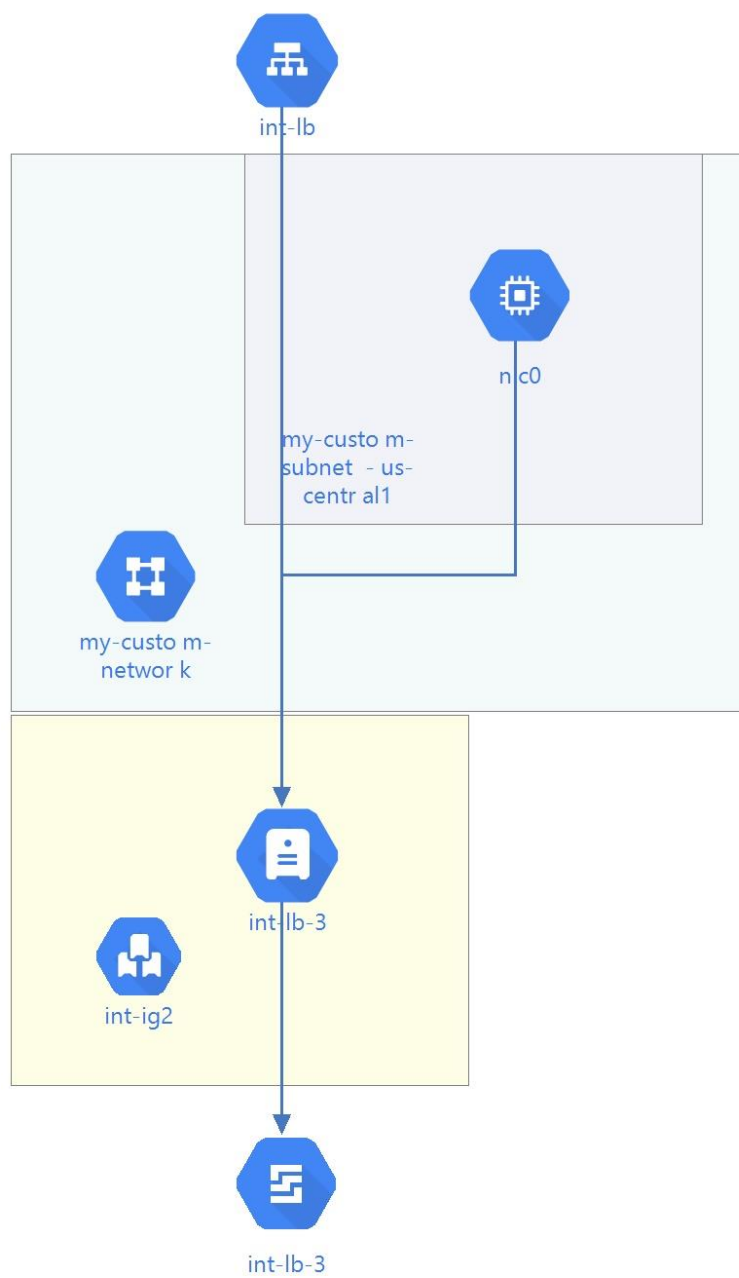 int-lb
nic0
my-custo m-
subnet  - us-
centr al1
my-custo m-
networ k
int-lb-3
int-ig2
int-lb-3